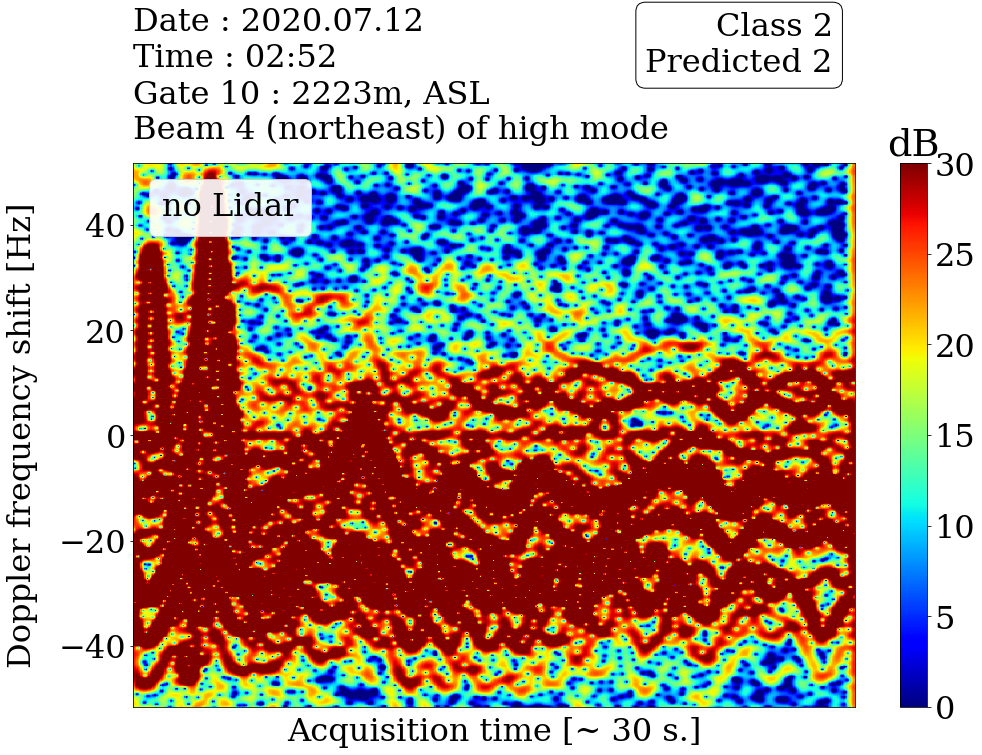 Date : 2020.07.12
Time : 02:52
Gate 10 : 2223m, ASL
Beam 4 (northeast) of high mode
Class 2
Predicted 2
no Lidar
dB
30
25
20
15
10
5
0
Doppler frequency shift [Hz]
40
20
0
−20
−40
Acquisition time [~ 30 s.]